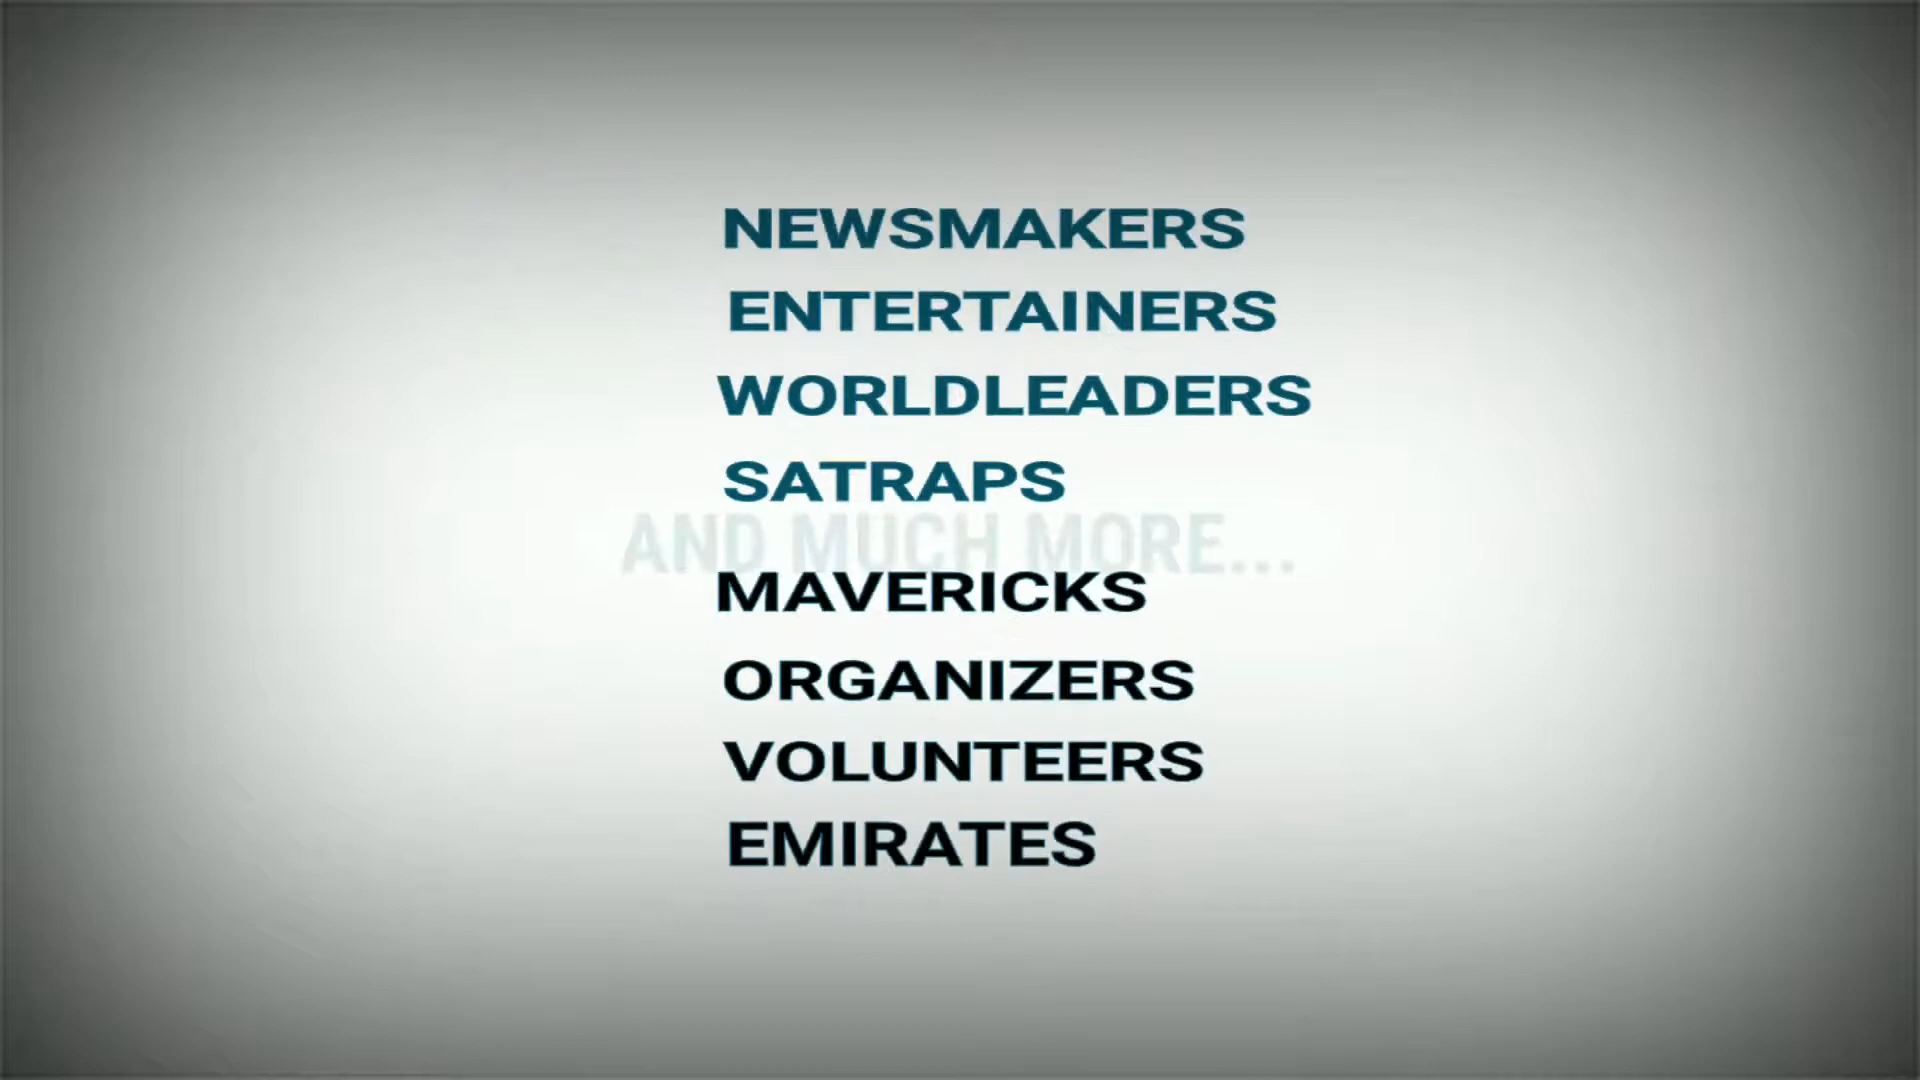 NEWSMAKERS
ENTERTAINERS
WORLDLEADERS
SATRAPS
AND MUCH MORE...
MAVERICKS
ORGANIZERS
VOLUNTEERS
EMIRATES